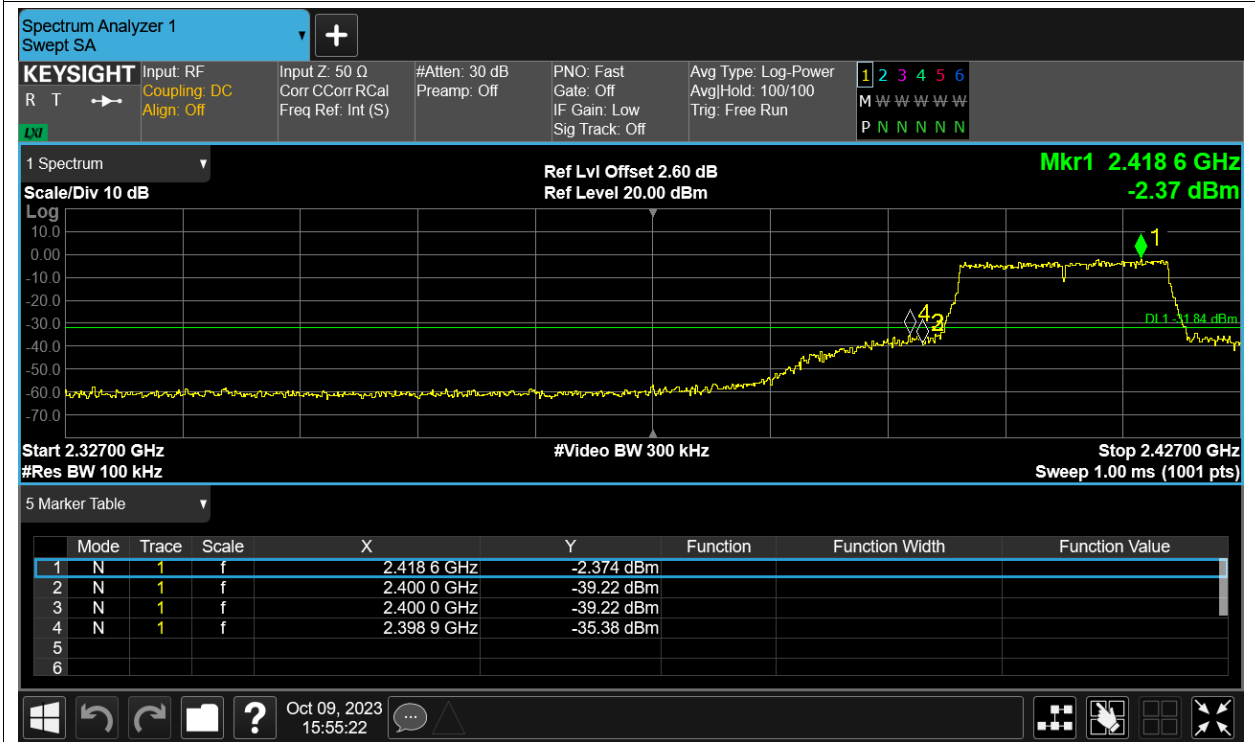 Spectrum Analyzer 1
Swept SA
+
KEYSIGHT
R T
LXI
Input: RF
Coupling: DC
Align: Off
Input Z: 50 Ω
Corr CCorr RCal
Freq Ref: Int (S)
#Atten: 30 dB
Preamp: Off
PNO: Fast
Gate: Off
IF Gain: Low
Sig Track: Off
Avg Type: Log-Power
Avg|Hold: 100/100
Trig: Free Run
1 2 3 4 5 6
M W W W W W
P N N N N N
1 Spectrum
Scale/Div 10 dB
Ref Lvl Offset 2.60 dB
Ref Level 20.00 dBm
Mkr1 2.418 6 GHz
-2.37 dBm
Log
10.0
0.00
-10.0
-20.0
-30.0
-40.0
-50.0
-60.0
-70.0
1
4
DL1 -31.84 dBm
Start 2.32700 GHz
#Res BW 100 kHz
#Video BW 300 kHz
Stop 2.42700 GHz
Sweep 1.00 ms (1001 pts)
5 Marker Table
Mode Trace Scale X Y Function Function Width Function Value
1 N 1 f 2.418 6 GHz -2.374 dBm
2 N 1 f 2.400 0 GHz -39.22 dBm
3 N 1 f 2.400 0 GHz -39.22 dBm
4 N 1 f 2.398 9 GHz -35.38 dBm
5
6
?
Oct 09, 2023
15:55:22